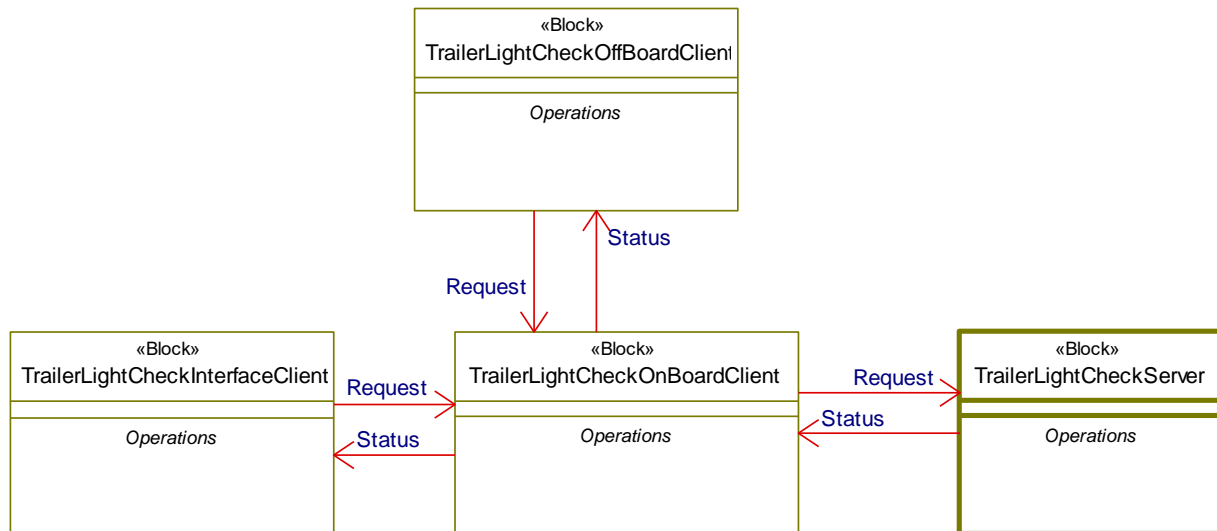 «Block»
TrailerLightCheckOffBoardClient
Operations
Status
Request
«Block»
TrailerLightCheckInterfaceClient
Operations
Request
Status
«Block»
TrailerLightCheckOnBoardClient
Operations
Request
Status
«Block»
TrailerLightCheckServer
Operations